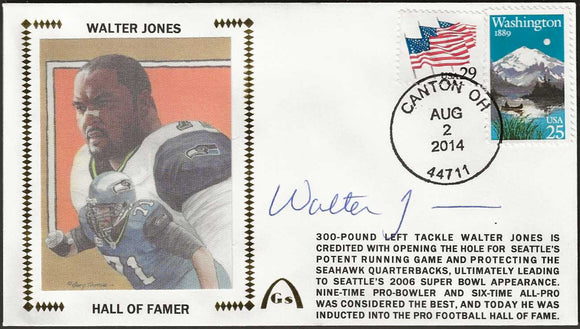 WALTER JONES
HALL OF FAMER
71
Gs
USA 29
Washington
1889
USA
25
CANTON OH
AUG
2
2014
44711
Walter J
300-POUND LEFT TACKLE WALTER JONES IS
CREDITED WITH OPENING THE HOLE FOR SEATTLE'S
POTENT RUNNING GAME AND PROTECTING THE
SEAHAWK QUARTERBACKS, ULTIMATELY LEADING
TO SEATTLE'S 2006 SUPER BOWL APPEARANCE.
NINE-TIME PRO-BOWLER AND SIX-TIME ALL-PRO
WAS CONSIDERED THE BEST, AND TODAY HE WAS
INDUCTED INTO THE PRO FOOTBALL HALL OF FAME.